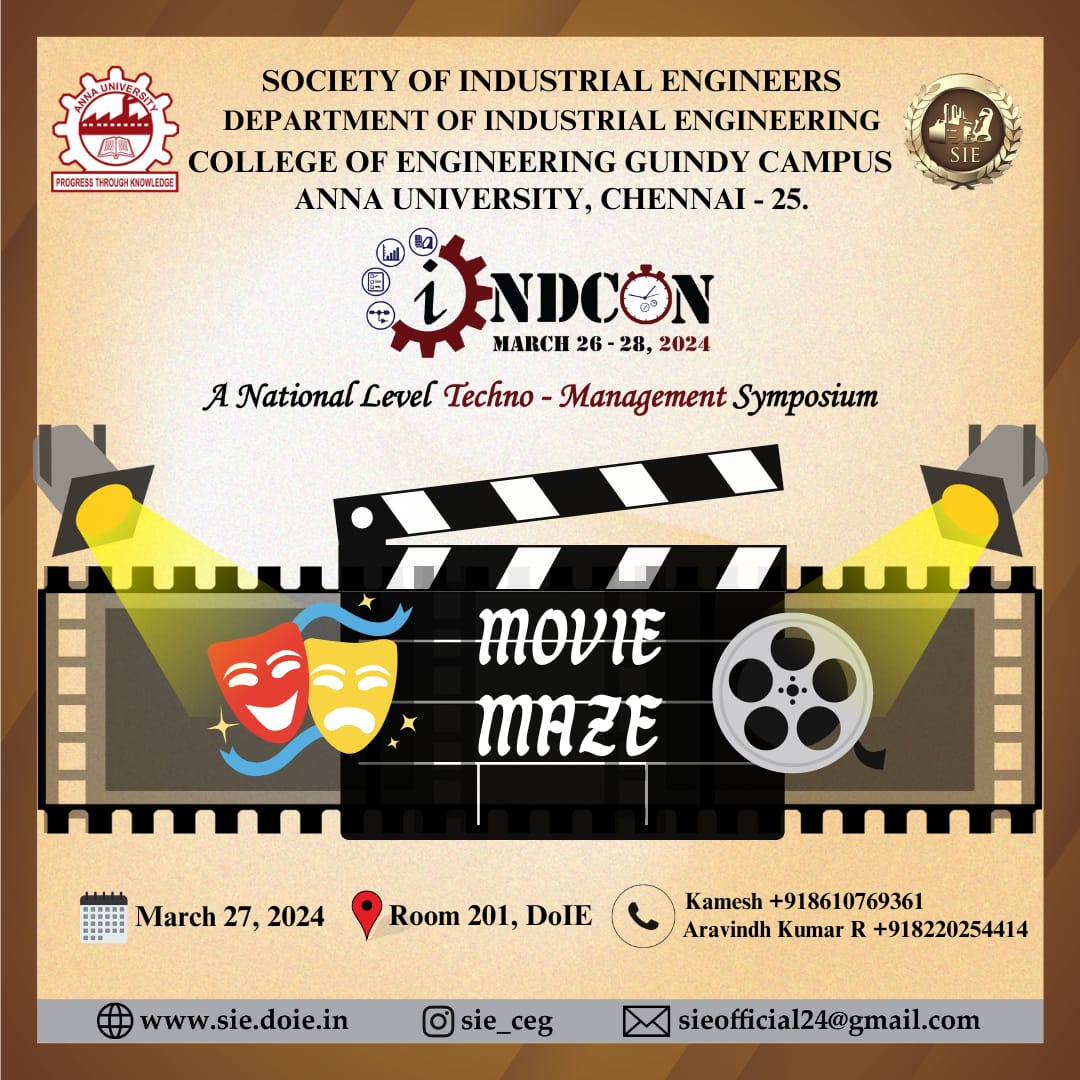 SOCIETY OF INDUSTRIAL ENGINEERS
DEPARTMENT OF INDUSTRIAL ENGINEERING
COLLEGE OF ENGINEERING GUINDY CAMPUS
ANNA UNIVERSITY, CHENNAI - 25.
ANNA UNIVERSITY
PROGRESS THROUGH KNOWLEDGE
SIE
iNDCON
MARCH 26 - 28, 2024
A National Level Techno - Management Symposium
MOVIE
MAZE
March 27, 2024
Room 201, DoIE
Kamesh +918610769361
Aravindh Kumar R +918220254414
www.sie.doie.in
sie_ceg
sieofficial24@gmail.com